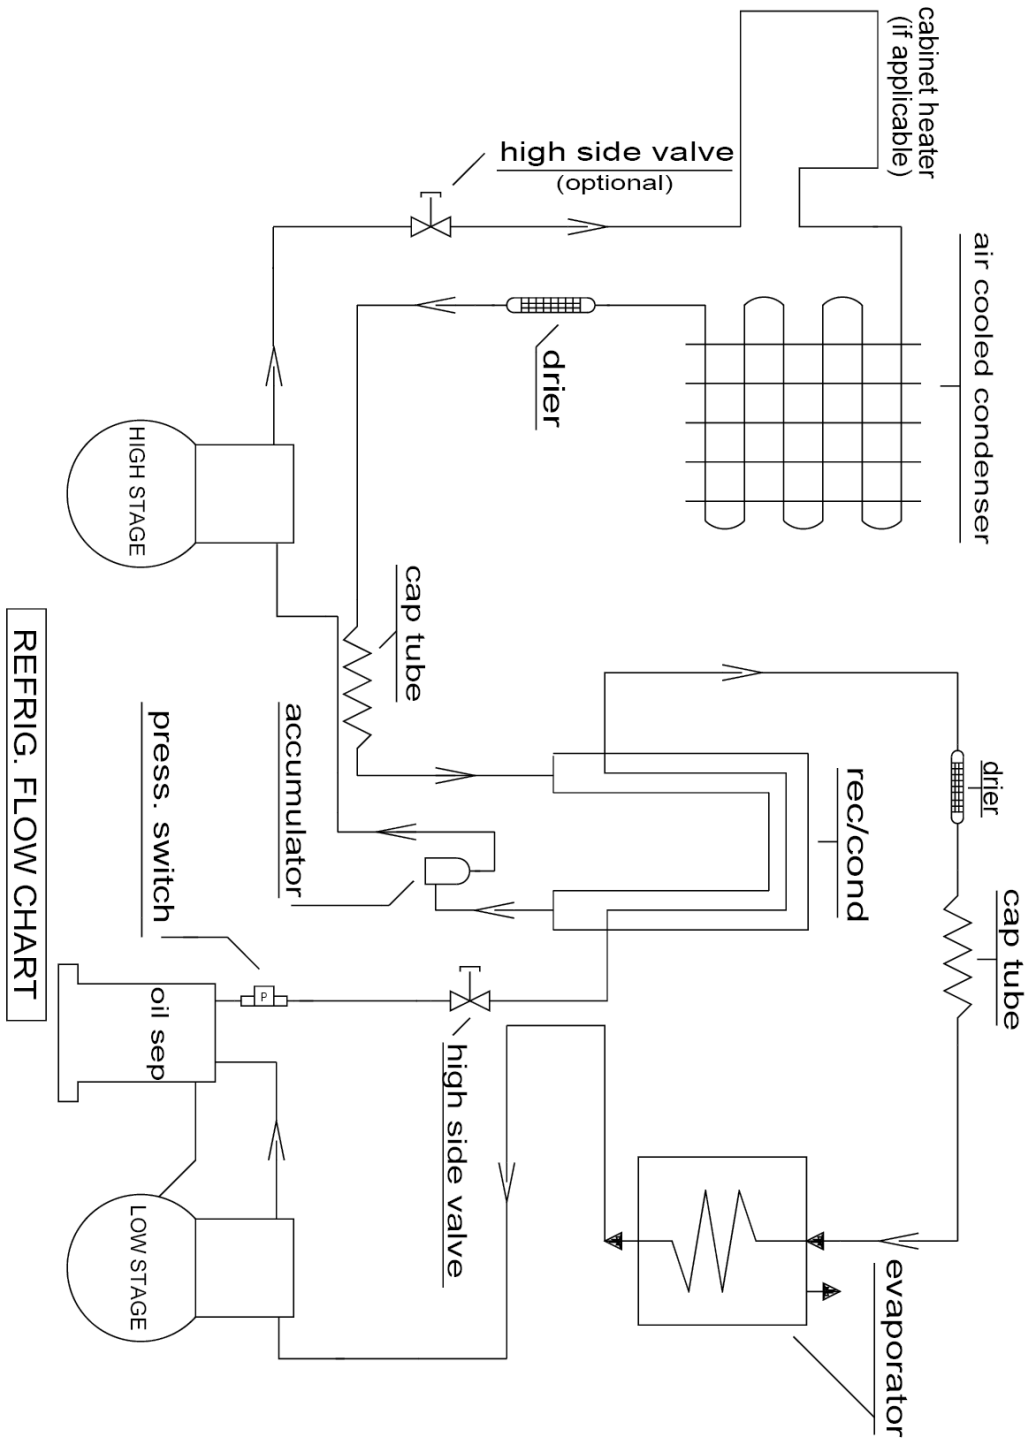 cabinet heater
(if applicable)
high side valve
(optional)
air cooled condenser
drier
HIGH STAGE
cap tube
accumulator
press. switch
rec/cond
drier
cap tube
REFRIG. FLOW CHART
oil sep
P
high side valve
LOW STAGE
evaporator